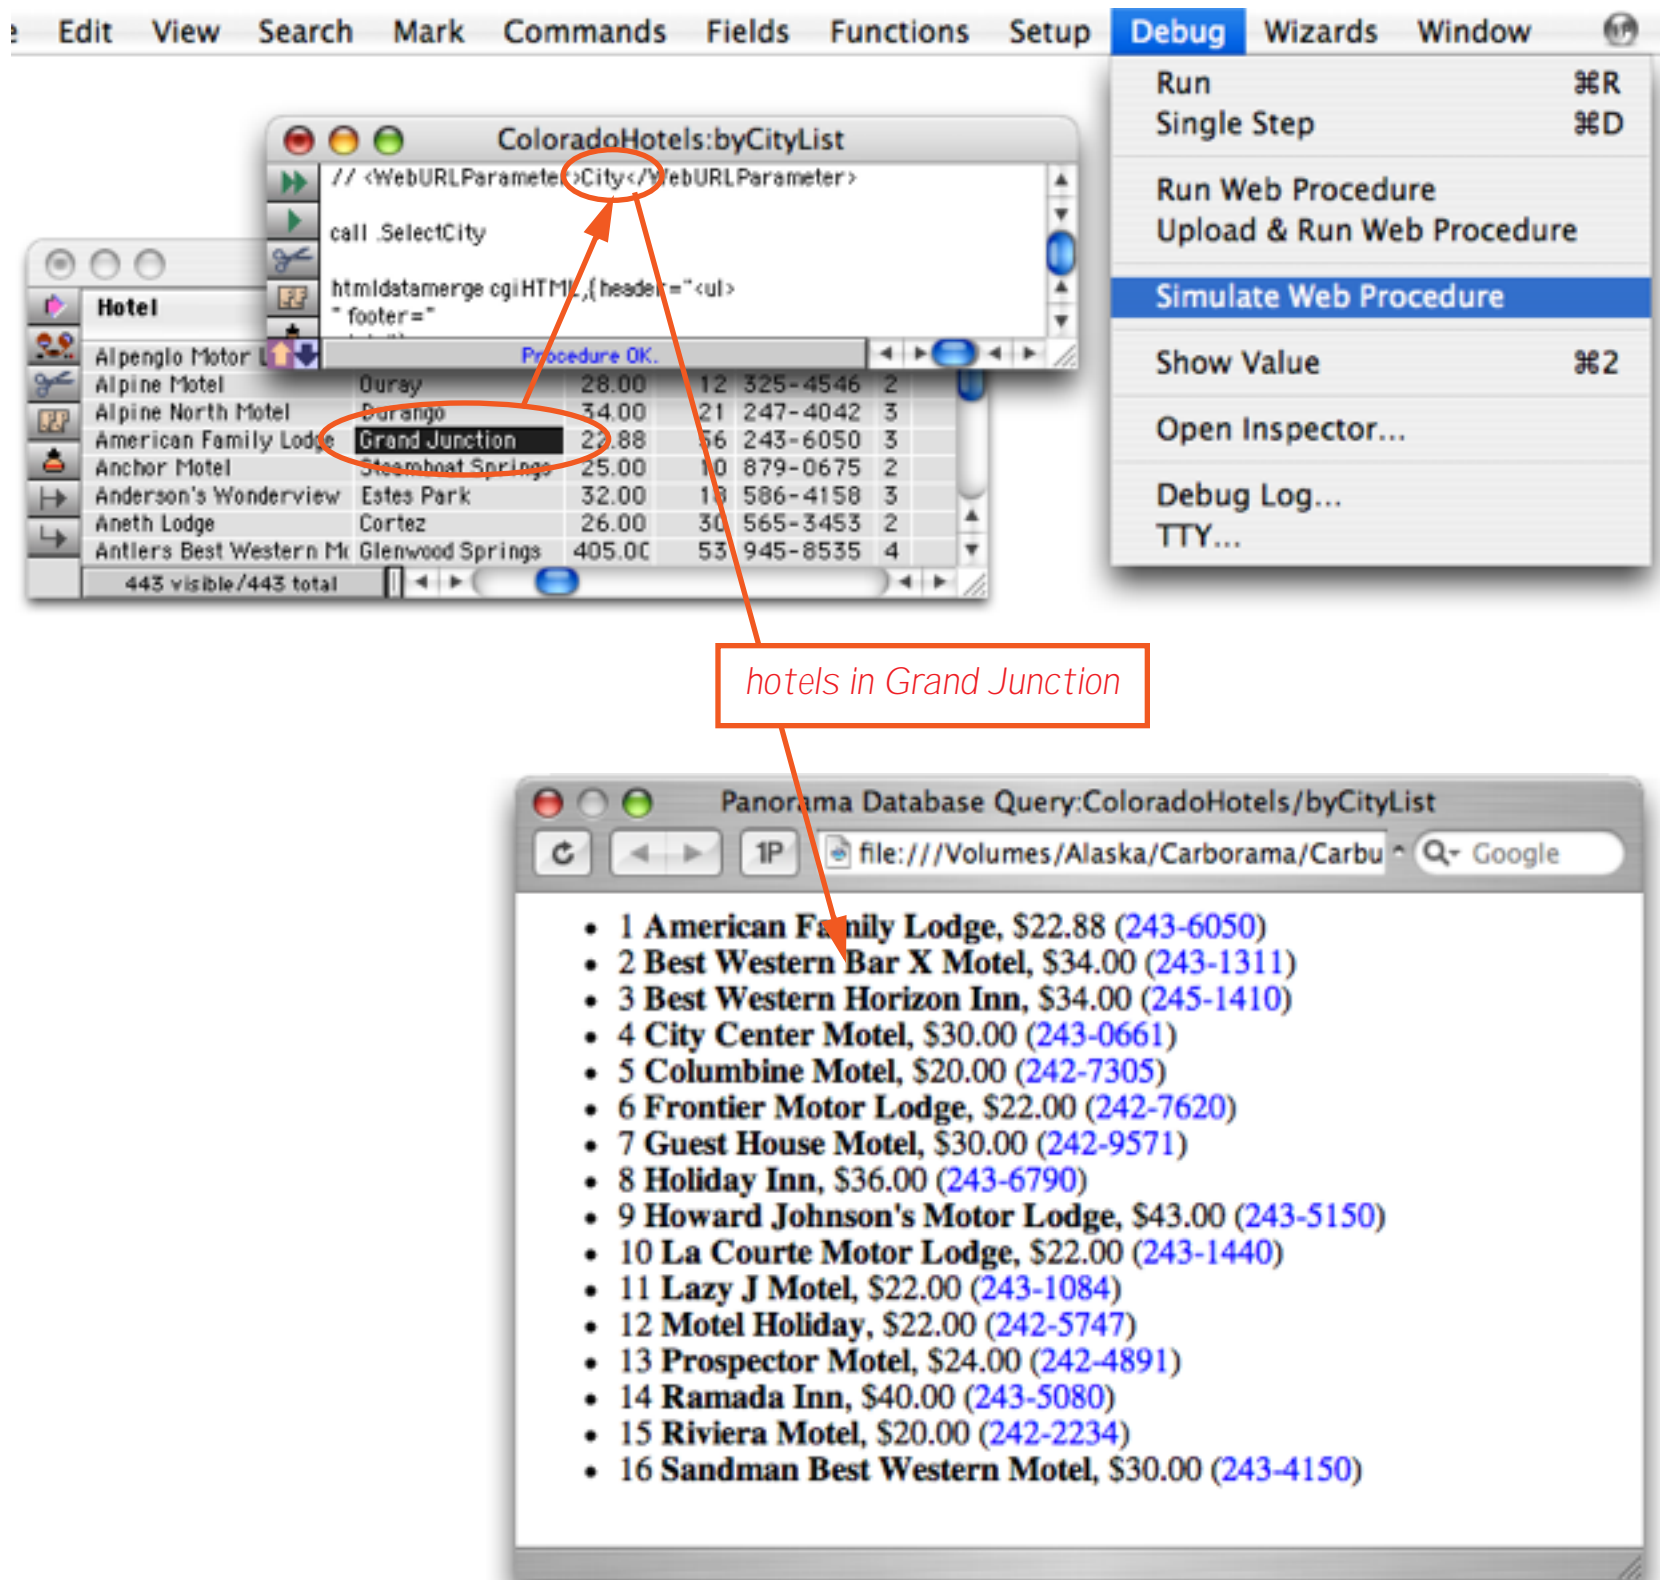 Edit View Search Mark Commands Fields Functions Setup Debug Wizards Window
Run ⌘R
Single Step ⌘D
Run Web Procedure
Upload & Run Web Procedure
Simulate Web Procedure
Show Value ⌘2
Open Inspector...
Debug Log...
TTY...
ColoradoHotels:byCityList
// <WebURLParameter>City</WebURLParameter>
call .SelectCity
htmldatamerge cgiHTML,{header="<ul>
" footer="
Procedure OK.
Hotel
Alpenglo Motor L
Alpine Motel Ouray 28.00 12 325-4546 2
Alpine North Motel Durango 34.00 21 247-4042 3
American Family Lodge Grand Junction 22.88 56 243-6050 3
Anchor Motel Steamboat Springs 25.00 10 879-0675 2
Anderson's Wonderview Estes Park 32.00 18 586-4158 3
Aneth Lodge Cortez 26.00 30 565-3453 2
Antlers Best Western Mo Glenwood Springs 405.00 53 945-8535 4
443 visible/443 total
hotels in Grand Junction
Panorama Database Query:ColoradoHotels/byCityList
1P file:///Volumes/Alaska/Carborama/Carbu Google
• 1 American Family Lodge, $22.88 (243-6050)
• 2 Best Western Bar X Motel, $34.00 (243-1311)
• 3 Best Western Horizon Inn, $34.00 (245-1410)
• 4 City Center Motel, $30.00 (243-0661)
• 5 Columbine Motel, $20.00 (242-7305)
• 6 Frontier Motor Lodge, $22.00 (242-7620)
• 7 Guest House Motel, $30.00 (242-9571)
• 8 Holiday Inn, $36.00 (243-6790)
• 9 Howard Johnson's Motor Lodge, $43.00 (243-5150)
• 10 La Courte Motor Lodge, $22.00 (243-1440)
• 11 Lazy J Motel, $22.00 (243-1084)
• 12 Motel Holiday, $22.00 (242-5747)
• 13 Prospector Motel, $24.00 (242-4891)
• 14 Ramada Inn, $40.00 (243-5080)
• 15 Riviera Motel, $20.00 (242-2234)
• 16 Sandman Best Western Motel, $30.00 (243-4150)